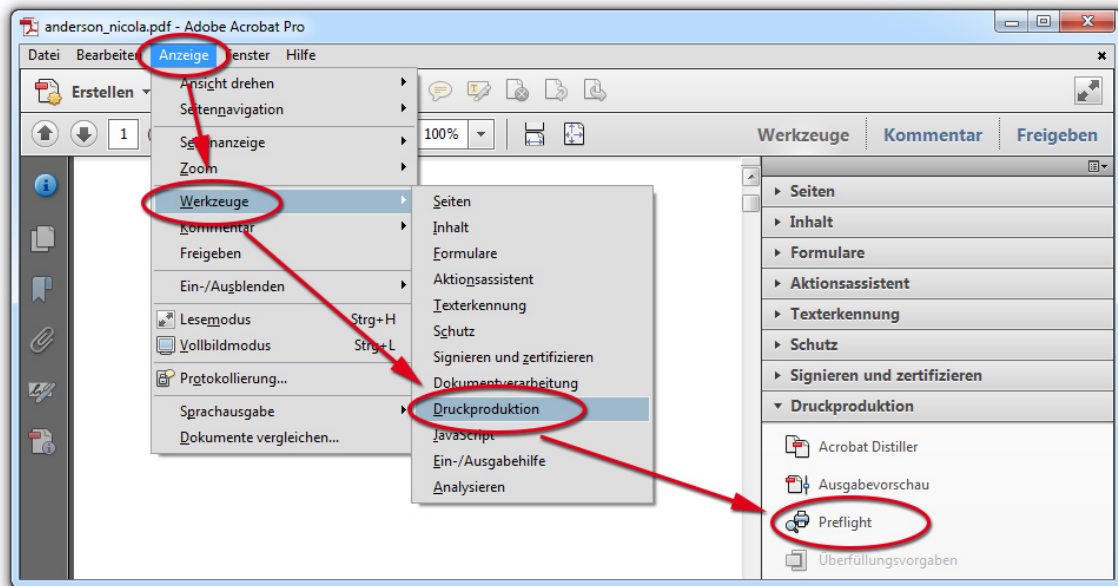 anderson_nicola.pdf - Adobe Acrobat Pro
Datei Bearbeiten Anzeige Fenster Hilfe
Erstellen
1 100% Werkzeuge Kommentar Freigeben
Ansicht drehen
Seitennavigation
Seitenanzeige
Zoom
Werkzeuge
Kommentar
Freigeben
Ein-/Ausblenden
Lesemodus Strg+H
Vollbildmodus Strg+L
Protokollierung...
Sprachausgabe
Dokumente vergleichen...
Seiten
Inhalt
Formulare
Aktionsassistent
Texterkennung
Schutz
Signieren und zertifizieren
Dokumentverarbeitung
Druckproduktion
JavaScript
Ein-/Ausgabehilfe
Analysieren
Seiten
Inhalt
Formulare
Aktionsassistent
Texterkennung
Schutz
Signieren und zertifizieren
Druckproduktion
Acrobat Distiller
Ausgabevorschau
Preflight
Überfüllungsvorgaben